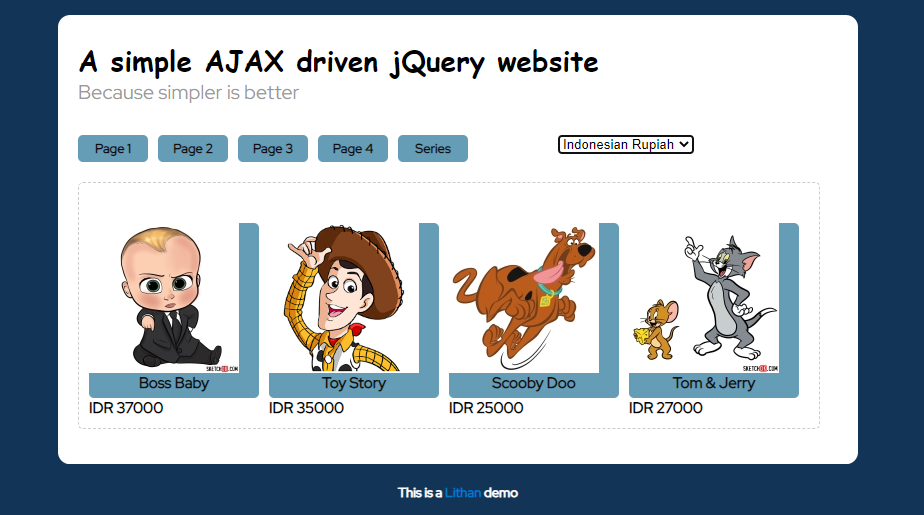 A simple AJAX driven jQuery website
Because simpler is better
Page 1 Page 2 Page 3 Page 4 Series Indonesian Rupiah
SKETCHOK.COM SKETCHOK.COM
Boss Baby Toy Story Scooby Doo Tom & Jerry
IDR 37000 IDR 35000 IDR 25000 IDR 27000
This is a Lithan demo